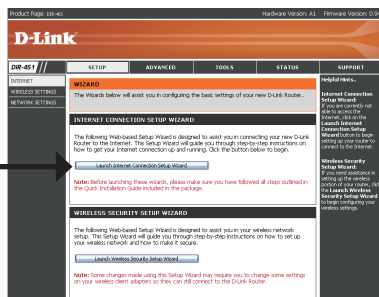 Product Page: DIR-451
Hardware Version: A1 Firmware Version: 0.9
D-Link
DIR-451
SETUP
ADVANCED
TOOLS
STATUS
SUPPORT
INTERNET
WIRELESS SETTINGS
NETWORK SETTINGS
WIZARD
The Wizards below will assist you in configuring the basic settings of your new D-Link Router..
INTERNET CONNECTION SETUP WIZARD
The following Web-based Setup Wizard is designed to assist you in connecting your new D-Link
Router to the Internet. This Setup Wizard will guide you through step-by-step instructions on
how to get your Internet connection up and running. Click the button below to begin.
Launch Internet Connection Setup Wizard
Note: Before launching these wizards, please make sure you have followed all steps outlined in
the Quick Installation Guide included in the package.
WIRELESS SECURITY SETUP WIZARD
The following Web-based Setup Wizard is designed to assist you in your wireless network
setup. This Setup Wizard will guide you through step-by-step instructions on how to set up
your wireless network and how to make it secure.
Launch Wireless Security Setup Wizard
Note: Some changes made using this Setup Wizard may require you to change some settings
on your wireless client adapters so they can still connect to the D-Link Router.
Helpful Hints..
Internet Connection
Setup Wizard:
If you are currently not
able to access the
Internet, click on the
Launch Internet
Connection Setup
Wizard button to begin
setting up your router to
connect to the Internet.
Wireless Security
Setup Wizard:
If you need assistance in
setting up the wireless
portion of your router, click
the Launch Wireless
Security Setup Wizard
to begin configuring your
wireless settings.